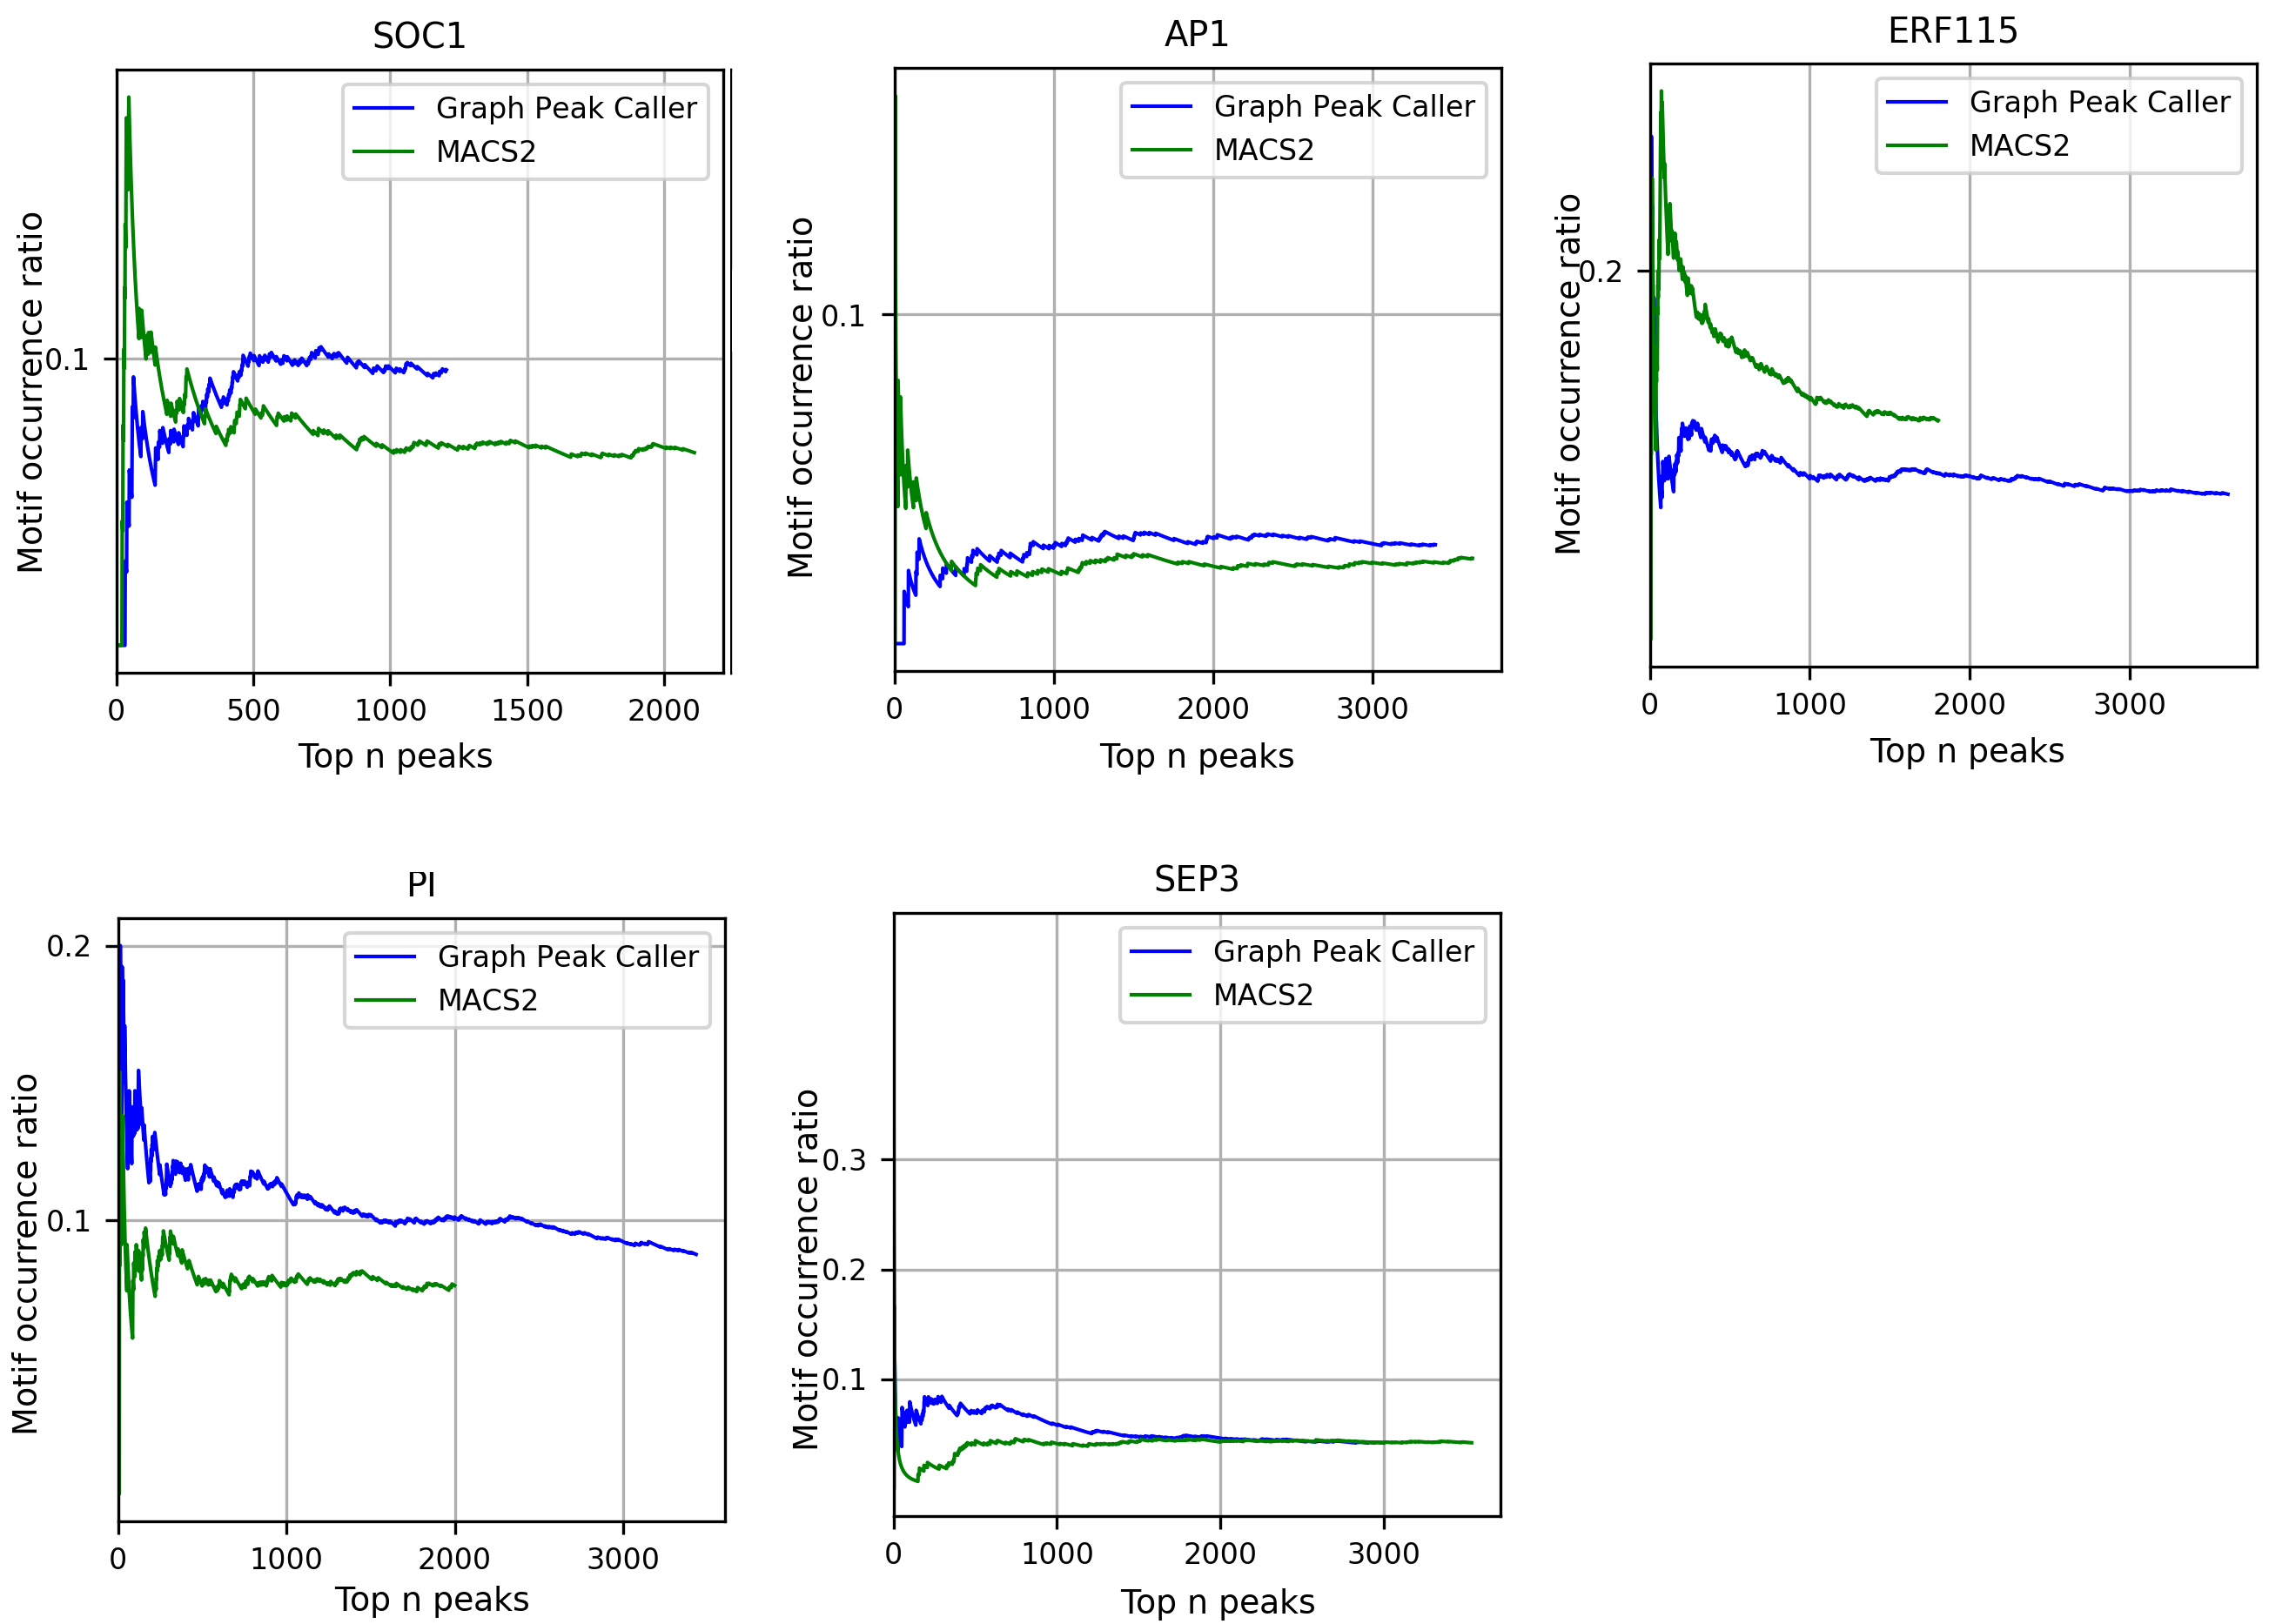 SOC1
Graph Peak Caller
MACS2
Motif occurrence ratio
0.1
0 500 1000 1500 2000
Top n peaks
AP1
Graph Peak Caller
MACS2
Motif occurrence ratio
0.1
0 1000 2000 3000
Top n peaks
ERF115
Graph Peak Caller
MACS2
Motif occurrence ratio
0.2
0 1000 2000 3000
Top n peaks
PI
Graph Peak Caller
MACS2
Motif occurrence ratio
0.2
0.1
0 1000 2000 3000
Top n peaks
SEP3
Graph Peak Caller
MACS2
Motif occurrence ratio
0.3
0.2
0.1
0 1000 2000 3000
Top n peaks